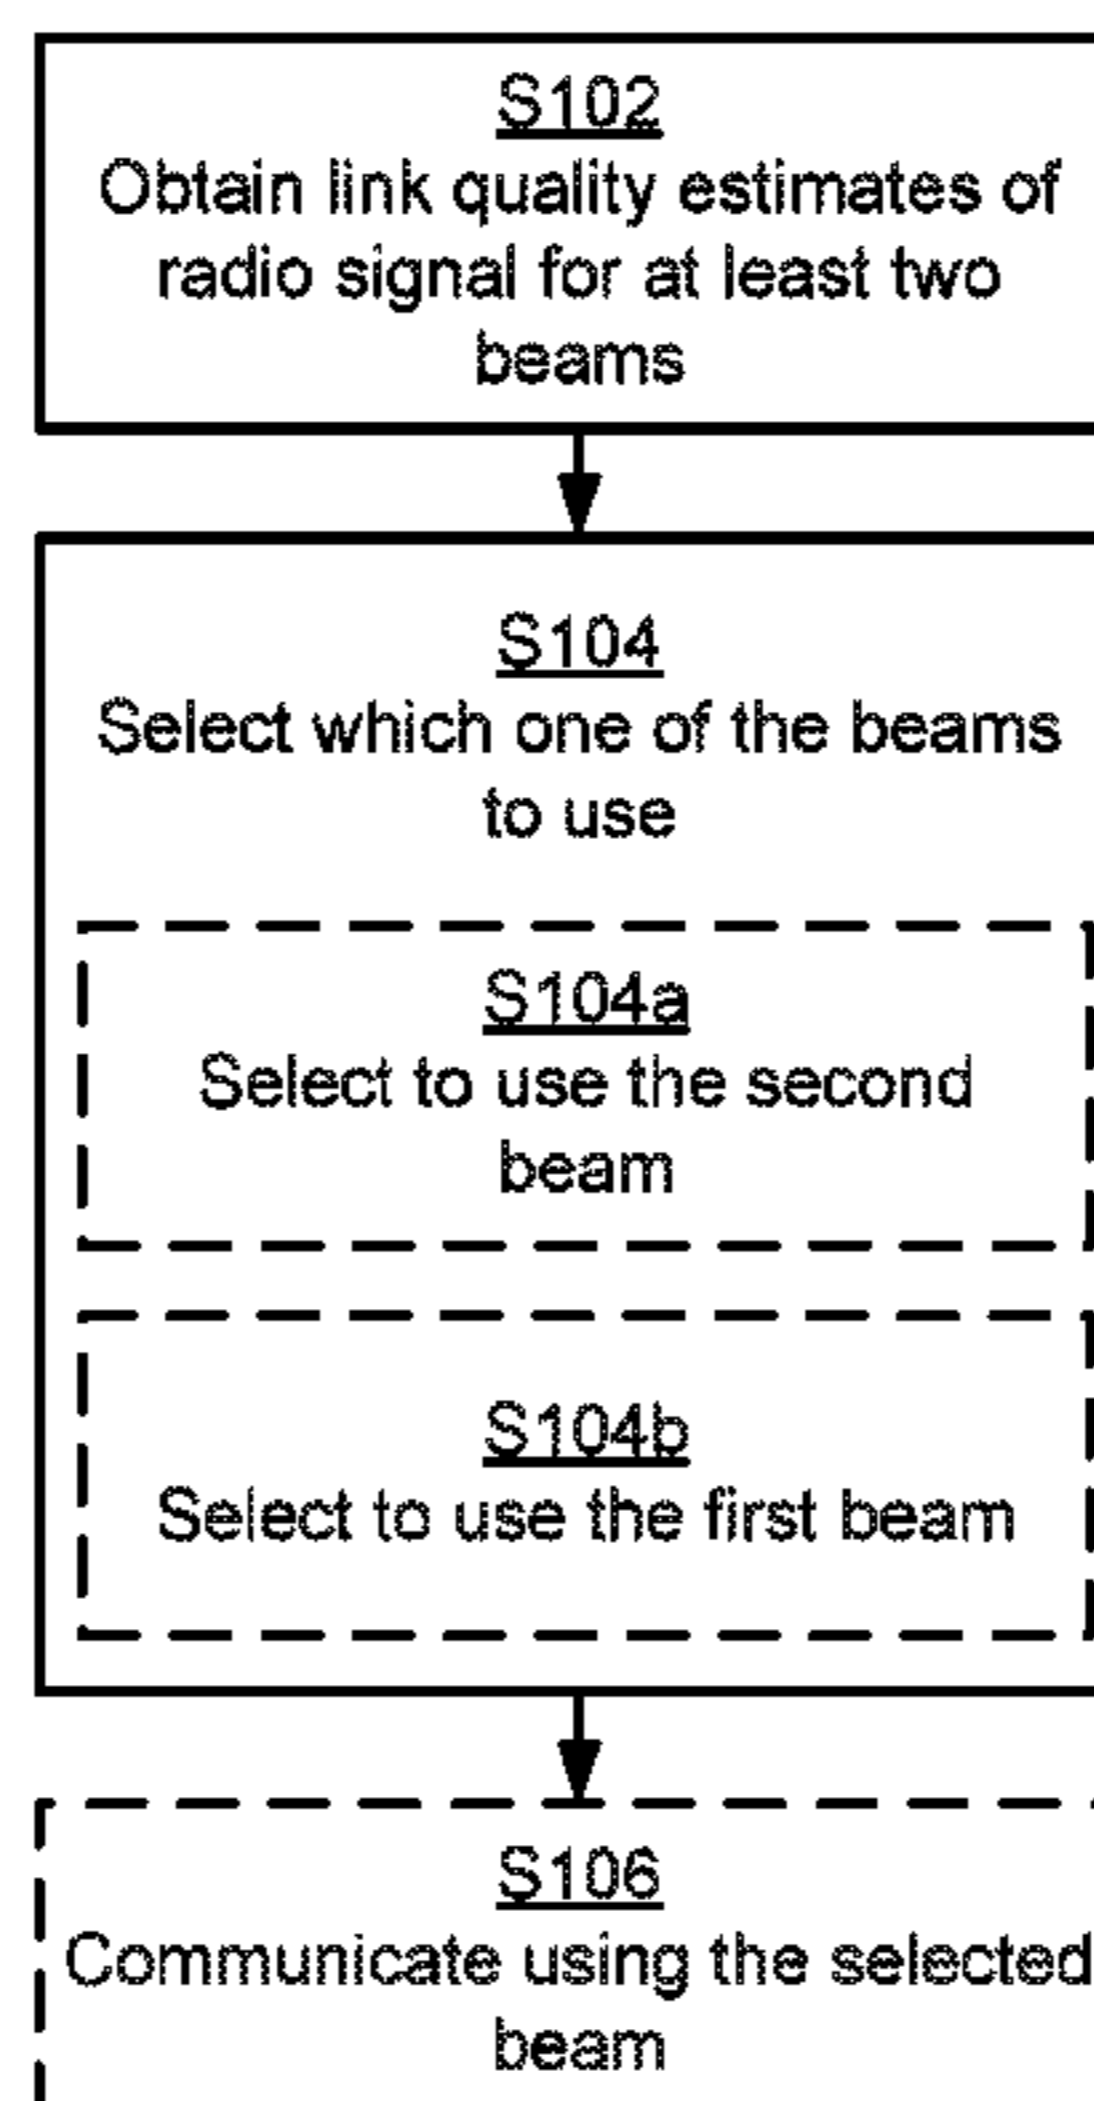 S102
Obtain link quality estimates of
radio signal for at least two
beams
S104
Select which one of the beams
to use
S104a
Select to use the second
beam
S104b
Select to use the first beam
S106
Communicate using the selected
beam